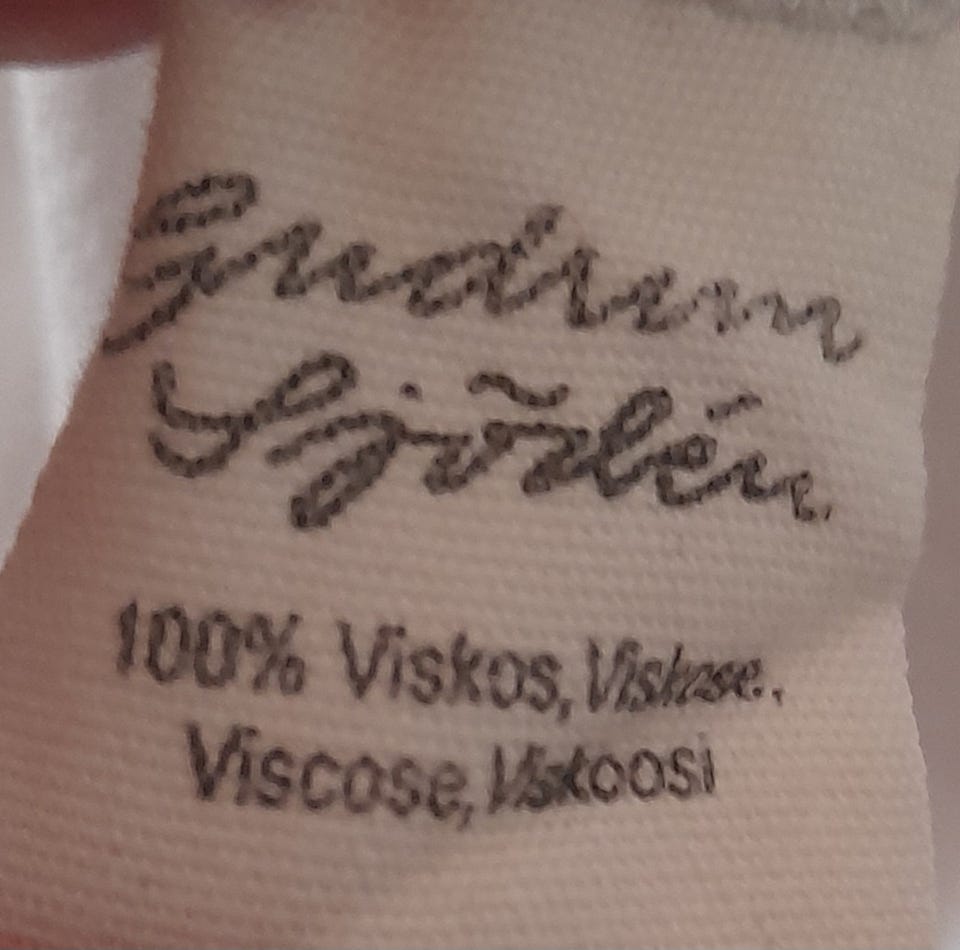 Gudrun
Sjödén
100% Viskos, Viskose,
Viscose, Viskoosi